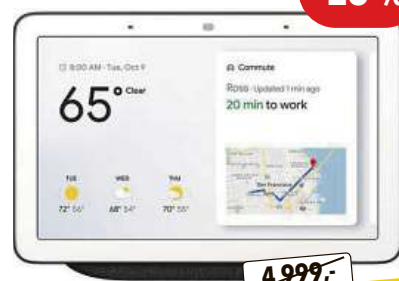 8:00 AM · Tue, Oct 9
65° Clear
TUE WED THU
72° 56° 68° 54° 70° 58°
Commute
Ross · Updated 1 min ago
20 min to work
San Francisco
4.999,-